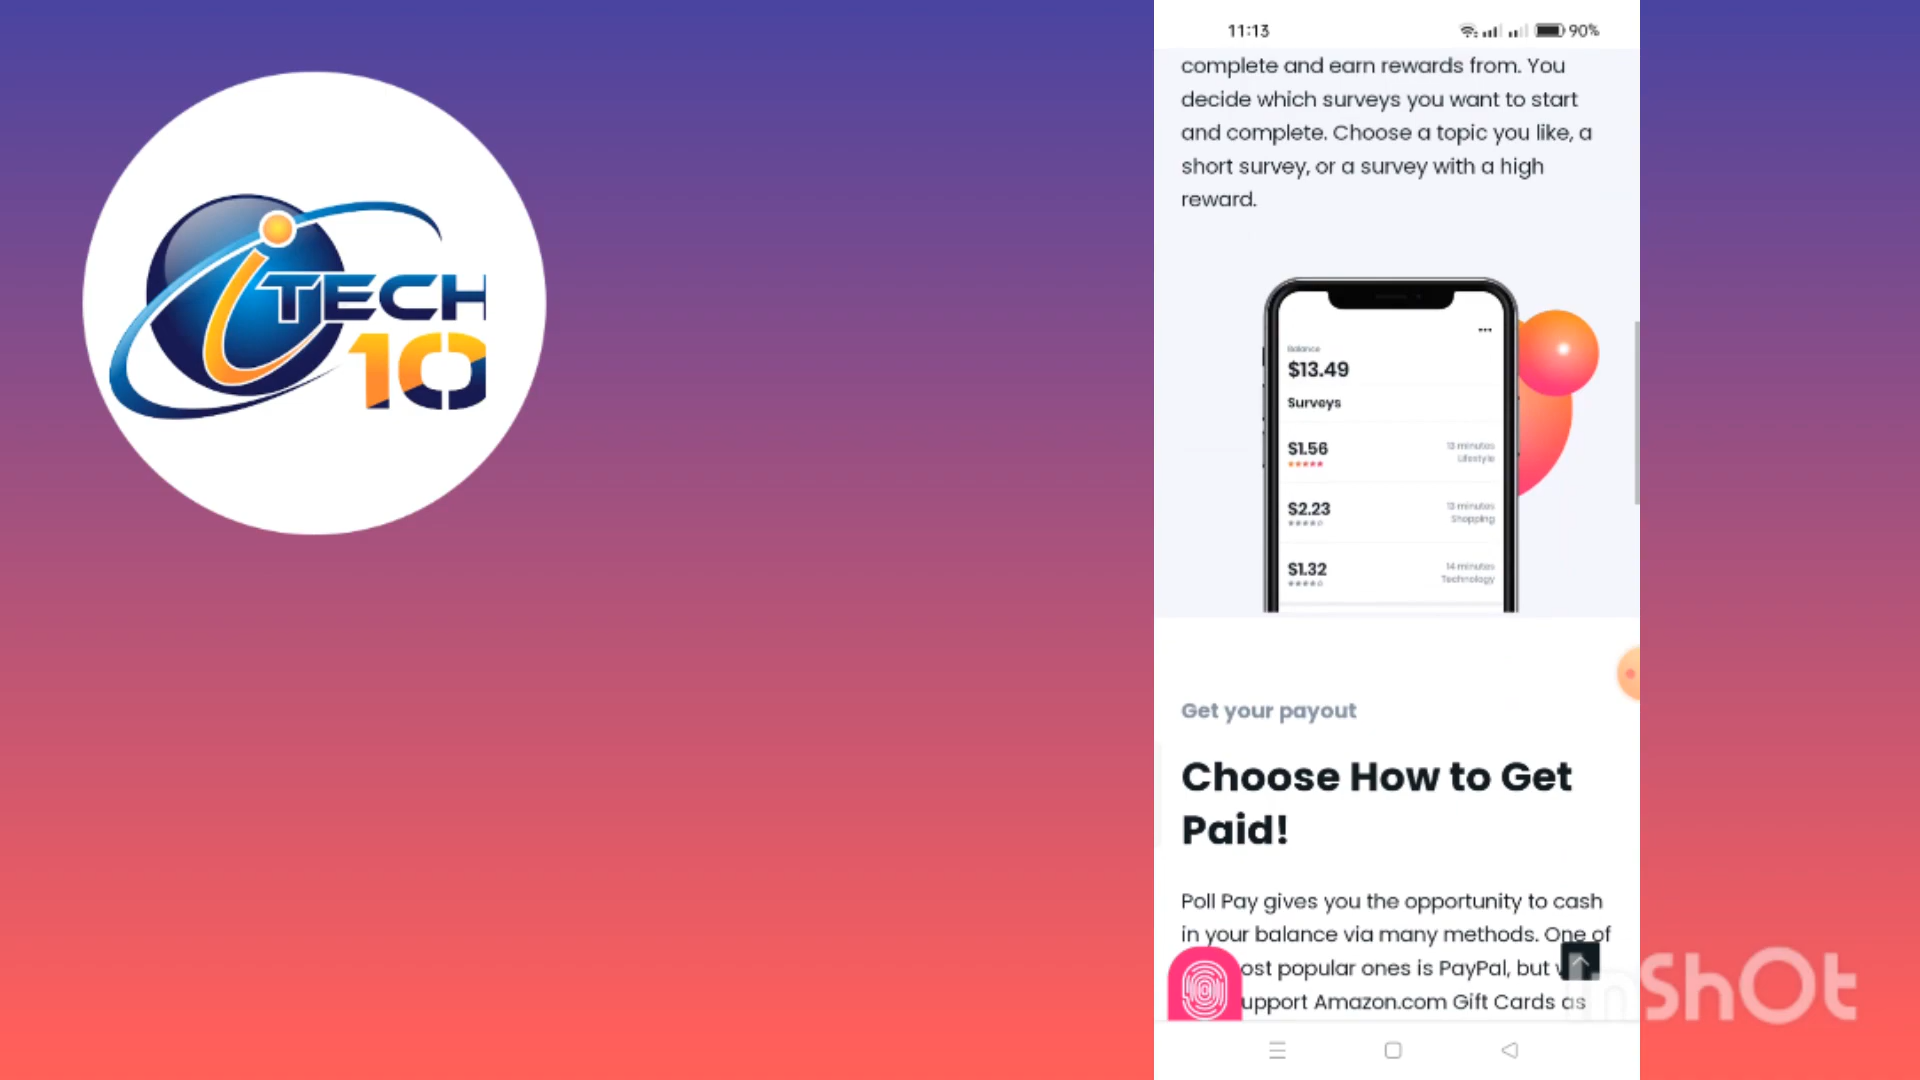 iTECH
10
11:13
90%
complete and earn rewards from. You
decide which surveys you want to start
and complete. Choose a topic you like, a
short survey, or a survey with a high
reward.
Balance
$13.49
Surveys
$1.56
13 minutes
Lifestyle
$2.23
13 minutes
Shopping
$1.32
14 minutes
Technology
Get your payout
Choose How to Get
Paid!
Poll Pay gives you the opportunity to cash
in your balance via many methods. One of
ost popular ones is PayPal, but
upport Amazon.com Gift Cards as
InShOt